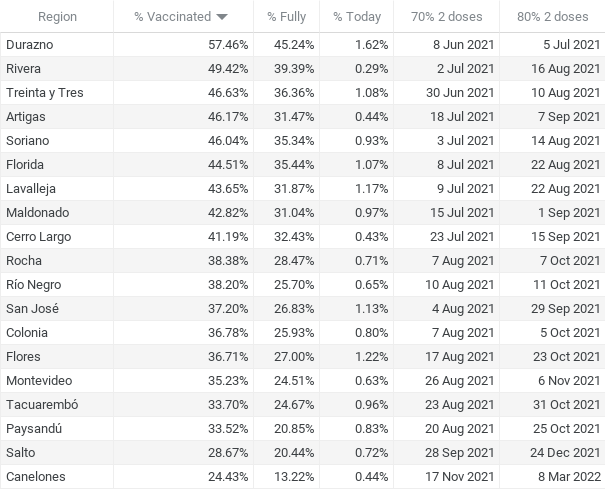 Region % Vaccinated % Fully % Today 70% 2 doses 80% 2 doses
Durazno 57.46% 45.24% 1.62% 8 Jun 2021 5 Jul 2021
Rivera 49.42% 39.39% 0.29% 2 Jul 2021 16 Aug 2021
Treinta y Tres 46.63% 36.36% 1.08% 30 Jun 2021 10 Aug 2021
Artigas 46.17% 31.47% 0.44% 18 Jul 2021 7 Sep 2021
Soriano 46.04% 35.34% 0.93% 3 Jul 2021 14 Aug 2021
Florida 44.51% 35.44% 1.07% 8 Jul 2021 22 Aug 2021
Lavalleja 43.65% 31.87% 1.17% 9 Jul 2021 22 Aug 2021
Maldonado 42.82% 31.04% 0.97% 15 Jul 2021 1 Sep 2021
Cerro Largo 41.19% 32.43% 0.43% 23 Jul 2021 15 Sep 2021
Rocha 38.38% 28.47% 0.71% 7 Aug 2021 7 Oct 2021
Río Negro 38.20% 25.70% 0.65% 10 Aug 2021 11 Oct 2021
San José 37.20% 26.83% 1.13% 4 Aug 2021 29 Sep 2021
Colonia 36.78% 25.93% 0.80% 7 Aug 2021 5 Oct 2021
Flores 36.71% 27.00% 1.22% 17 Aug 2021 23 Oct 2021
Montevideo 35.23% 24.51% 0.63% 26 Aug 2021 6 Nov 2021
Tacuarembó 33.70% 24.67% 0.96% 23 Aug 2021 31 Oct 2021
Paysandú 33.52% 20.85% 0.83% 20 Aug 2021 25 Oct 2021
Salto 28.67% 20.44% 0.72% 28 Sep 2021 24 Dec 2021
Canelones 24.43% 13.22% 0.44% 17 Nov 2021 8 Mar 2022